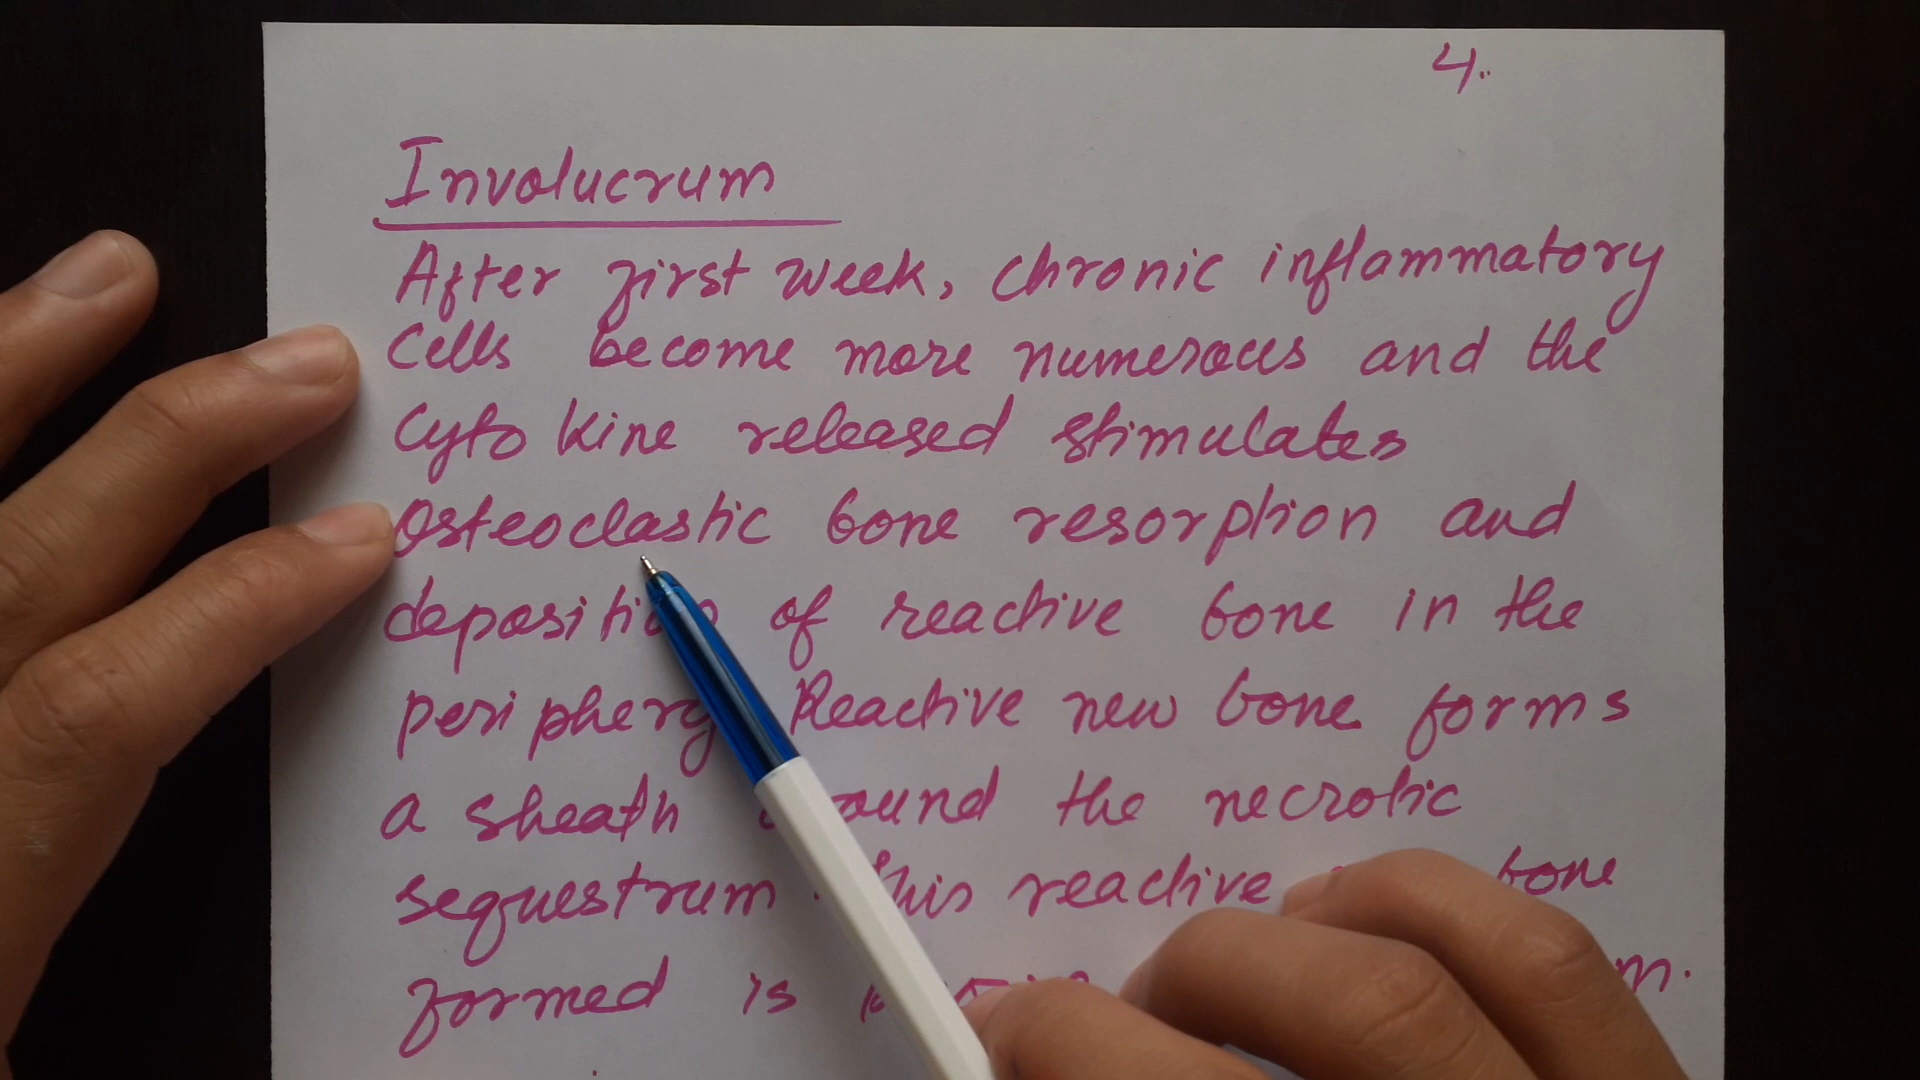 4.
Involucrum
After first week, chronic inflammatory
Cells become more numerous and the
Cytokine released stimulates
Osteoclastic bone resorption and
of reactive bone in the
periphery Reactive new bone forms
a sheath around the necrotic
sequestrum. This reactive bone
formed is